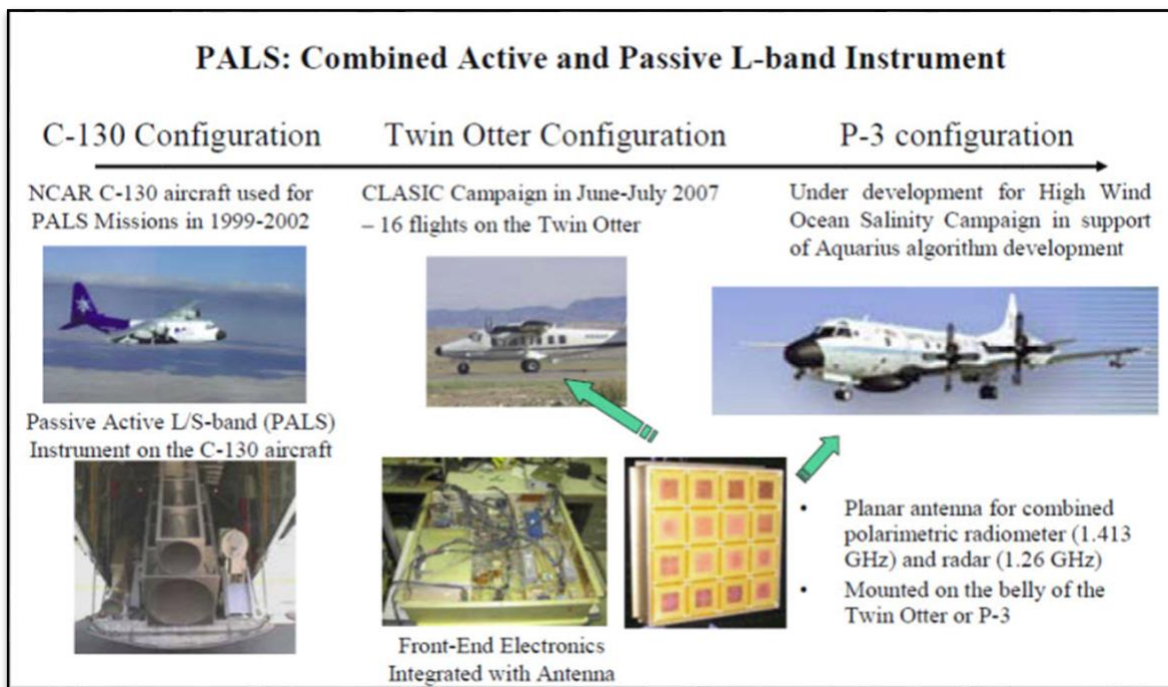 PALS: Combined Active and Passive L-band Instrument
C-130 Configuration
NCAR C-130 aircraft used for
PALS Missions in 1999-2002
Passive Active L/S-band (PALS)
Instrument on the C-130 aircraft
Twin Otter Configuration
CLASIC Campaign in June-July 2007
– 16 flights on the Twin Otter
Front-End Electronics
Integrated with Antenna
P-3 configuration
Under development for High Wind
Ocean Salinity Campaign in support
of Aquarius algorithm development
• Planar antenna for combined
polarimetric radiometer (1.413
GHz) and radar (1.26 GHz)
• Mounted on the belly of the
Twin Otter or P-3